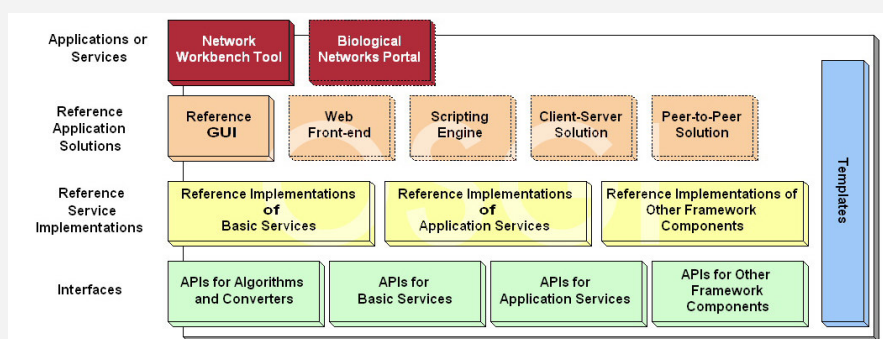 Applications or
Services
Network
Workbench Tool
Biological
Networks Portal
Reference
Application
Solutions
Reference
GUI
Web
Front-end
Scripting
Engine
Client-Server
Solution
Peer-to-Peer
Solution
Reference
Service
Implementations
Reference Implementations
of
Basic Services
Reference Implementations
of
Application Services
Reference Implementations of
Other Framework
Components
Interfaces
APIs for Algorithms
and Converters
APIs for
Basic Services
APIs for
Application Services
APIs for Other
Framework
Components
Templates
OSGI